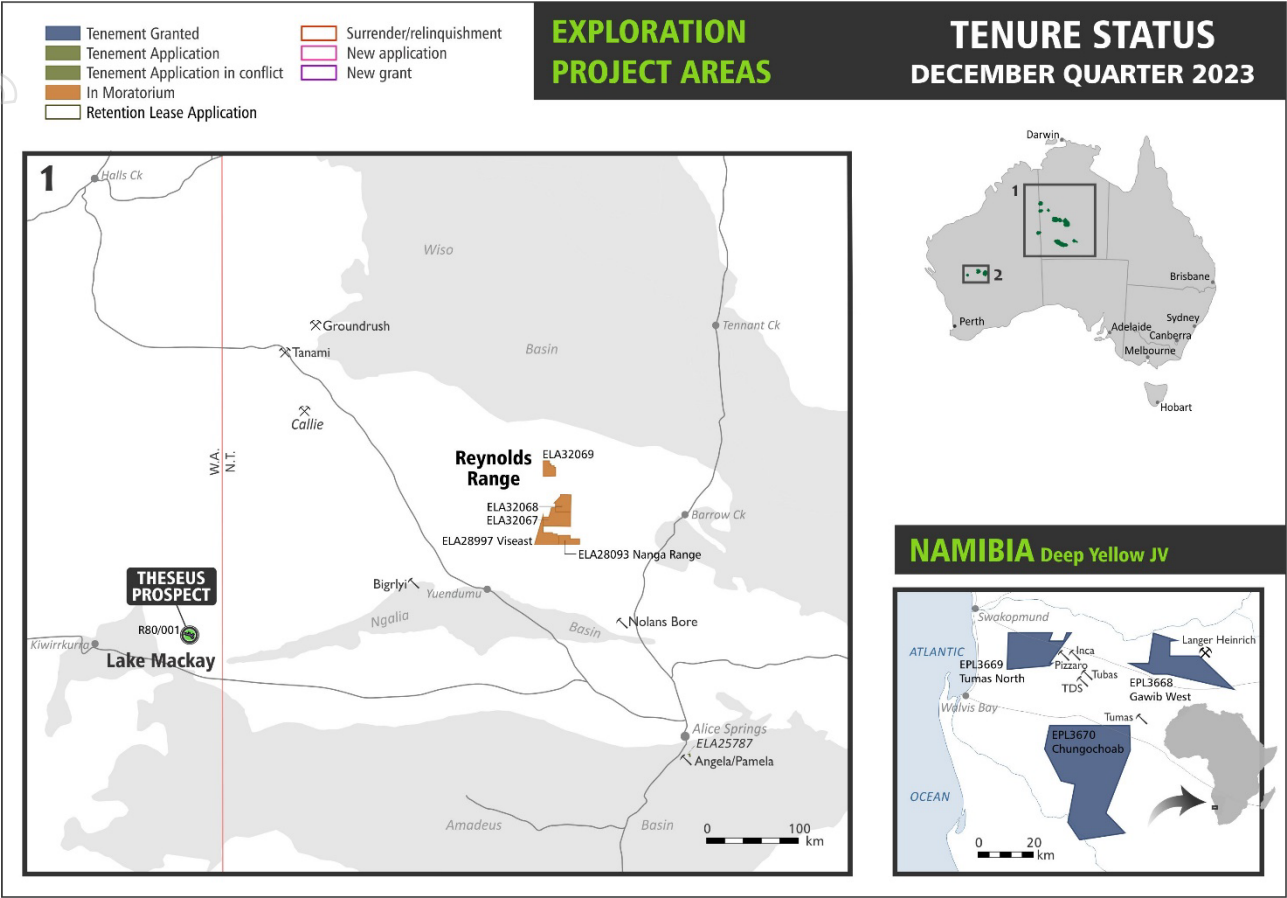 Tenement Granted
Tenement Application
Tenement Application in conflict
In Moratorium
Retention Lease Application
Surrender/relinquishment
New application
New grant
EXPLORATION
PROJECT AREAS
TENURE STATUS
DECEMBER QUARTER 2023
1
Halls Ck
Wiso
Basin
Groundrush
Tanami
Callie
Tennant Ck
W.A.
N.T.
Reynolds
Range
ELA32069
ELA32068
ELA32067
ELA28997 Viseast
ELA28093 Nanga Range
Barrow Ck
THESEUS
PROSPECT
R80/001
Kiwirrkurra
Lake Mackay
Bigrlyi
Yuendumu
Ngalia
Basin
Nolans Bore
Alice Springs
ELA25787
Angela/Pamela
Amadeus
Basin
0 100
km
Darwin
1
2
Brisbane
Perth
Sydney
Adelaide
Canberra
Melbourne
Hobart
NAMIBIA Deep Yellow JV
Swakopmund
ATLANTIC
EPL3669
Tumas North
Inca
Pizzaro
Tubas
TDS
Langer Heinrich
EPL3668
Gawib West
Walvis Bay
Tumas
EPL3670
Chungochoab
OCEAN
0 20
km